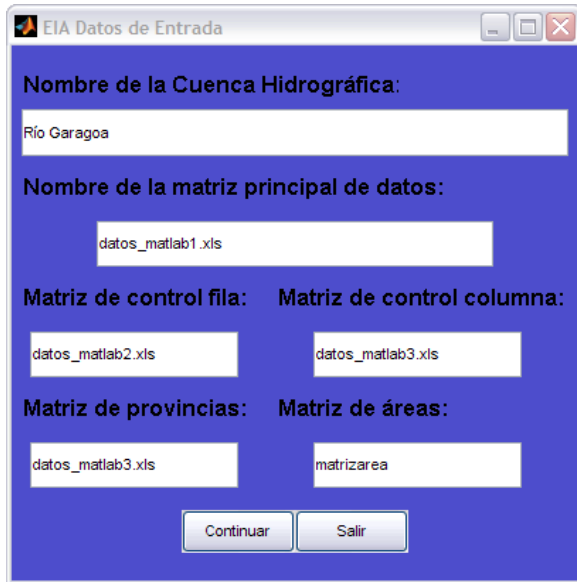 EIA Datos de Entrada
Nombre de la Cuenca Hidrográfica:
Río Garagoa
Nombre de la matriz principal de datos:
datos_matlab1.xls
Matriz de control fila: Matriz de control columna:
datos_matlab2.xls datos_matlab3.xls
Matriz de provincias: Matriz de áreas:
datos_matlab3.xls matrizarea
Continuar Salir